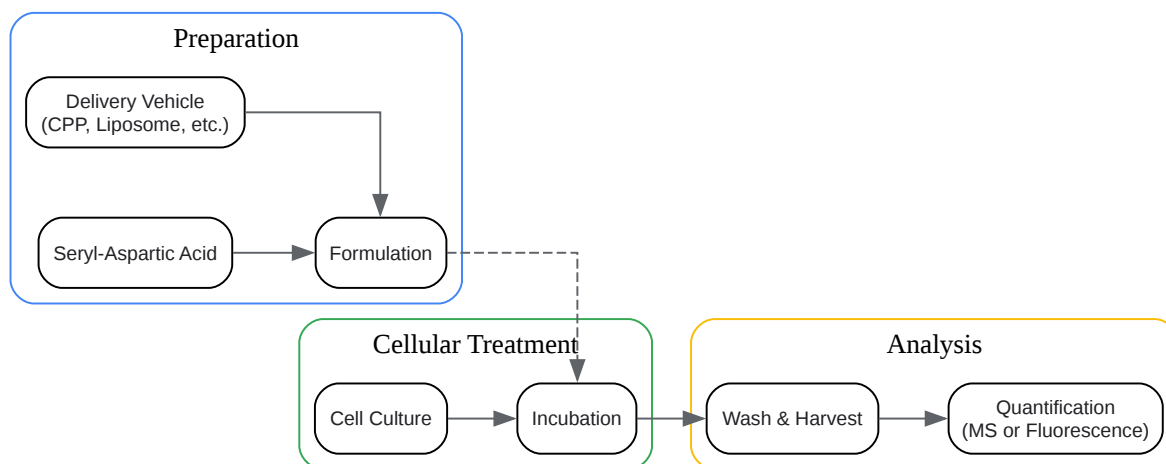 Preparation
Delivery Vehicle
(CPP, Liposome, etc.)
Seryl-Aspartic Acid
Formulation
Cellular Treatment
Cell Culture
Incubation
Analysis
Wash & Harvest
Quantification
(MS or Fluorescence)